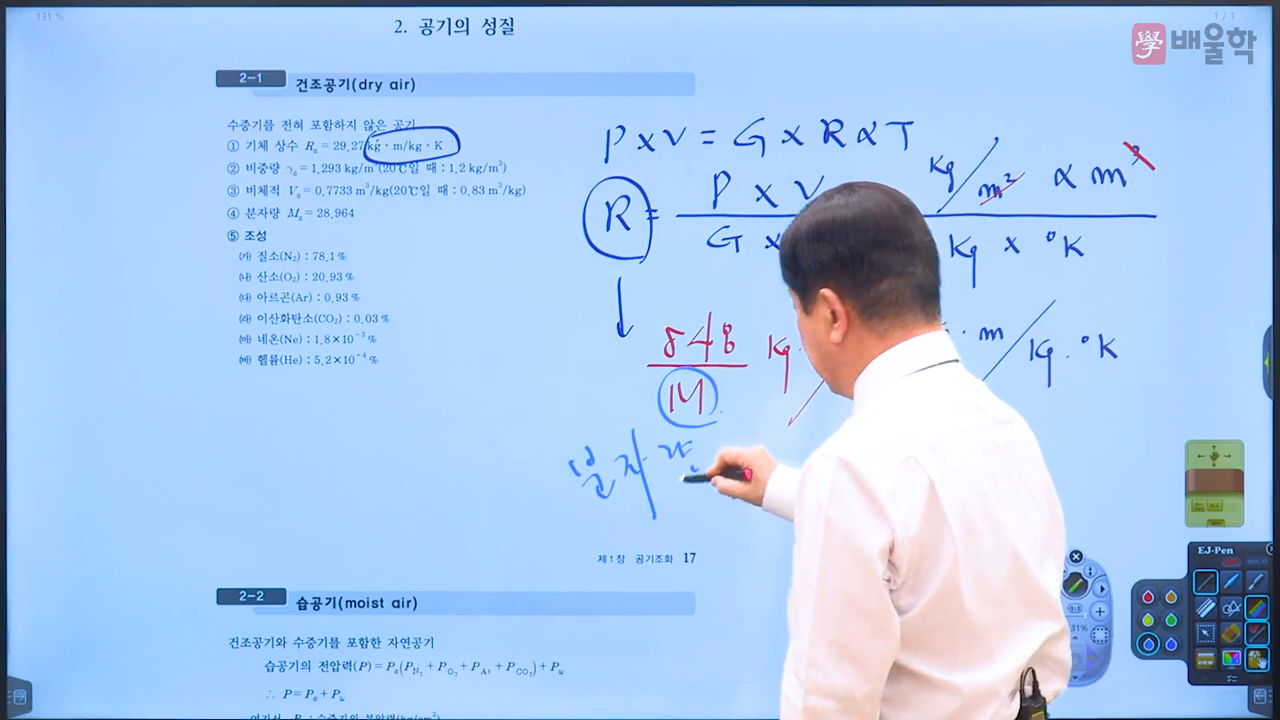 131 %
1 / 1
學 배울학
2. 공기의 성질
2-1 건조공기(dry air)
수증기를 전혀 포함하지 않은 공기
① 기체 상수 Rₐ = 29.27 kg · m/kg · K
② 비중량 γₐ = 1.293 kg/m³(20℃일 때 : 1.2 kg/m³)
③ 비체적 Vₐ = 0.7733 m³/kg(20℃일 때 : 0.83 m³/kg)
④ 분자량 Mₐ = 28.964
⑤ 조성
㈎ 질소(N₂) : 78.1 %
㈏ 산소(O₂) : 20.93 %
㈐ 아르곤(Ar) : 0.93 %
㈑ 이산화탄소(CO₂) : 0.03 %
㈒ 네온(Ne) : 1.8×10⁻³ %
㈓ 헬륨(He) : 5.2×10⁻⁴ %
P × V = G × R × T
R = P × V
G ×
kg / m² × m³
kg × °K
848
M
kg ·
· m / kg · °K
분자량
第1장 공기조화 17
2-2 습공기(moist air)
건조공기와 수증기를 포함한 자연공기
습공기의 전압력(P) = Pₐ(P_N₂ + P_O₂ + P_Ar + P_CO₂) + P_w
∴ P = Pₐ + P_w
EJ-Pen
VIEW